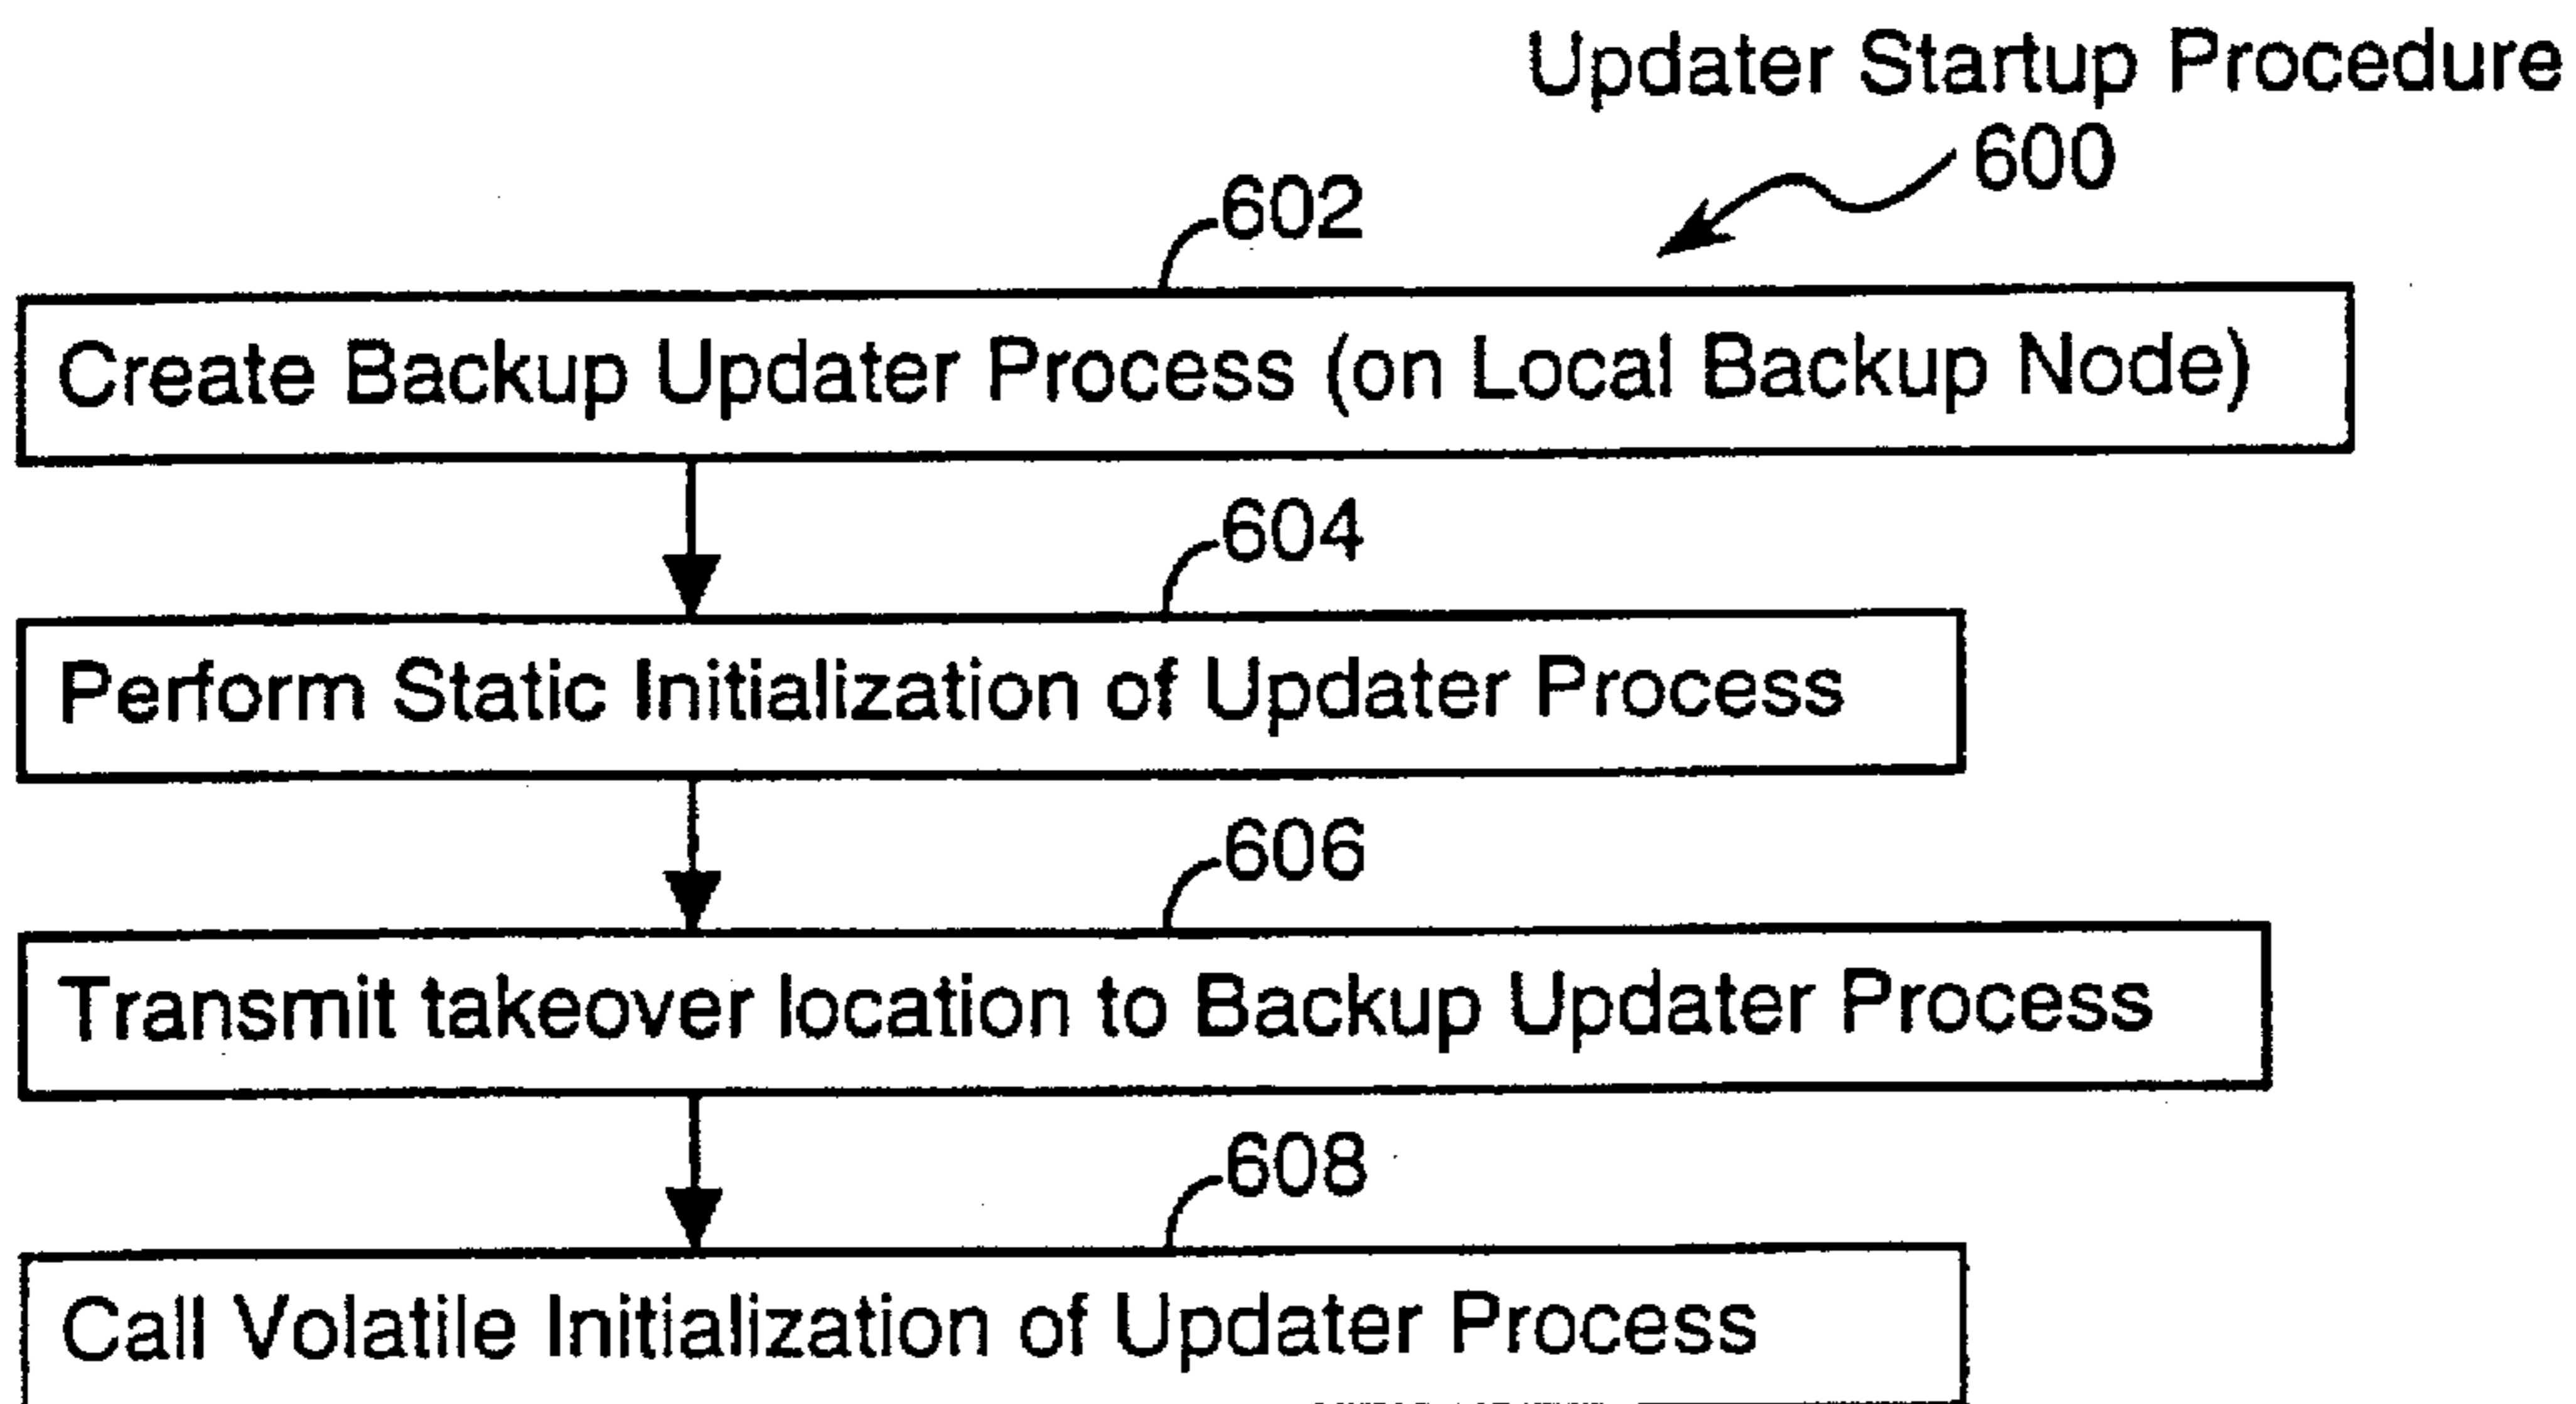 Updater Startup Procedure
600
602
Create Backup Updater Process (on Local Backup Node)
604
Perform Static Initialization of Updater Process
606
Transmit takeover location to Backup Updater Process
608
Call Volatile Initialization of Updater Process